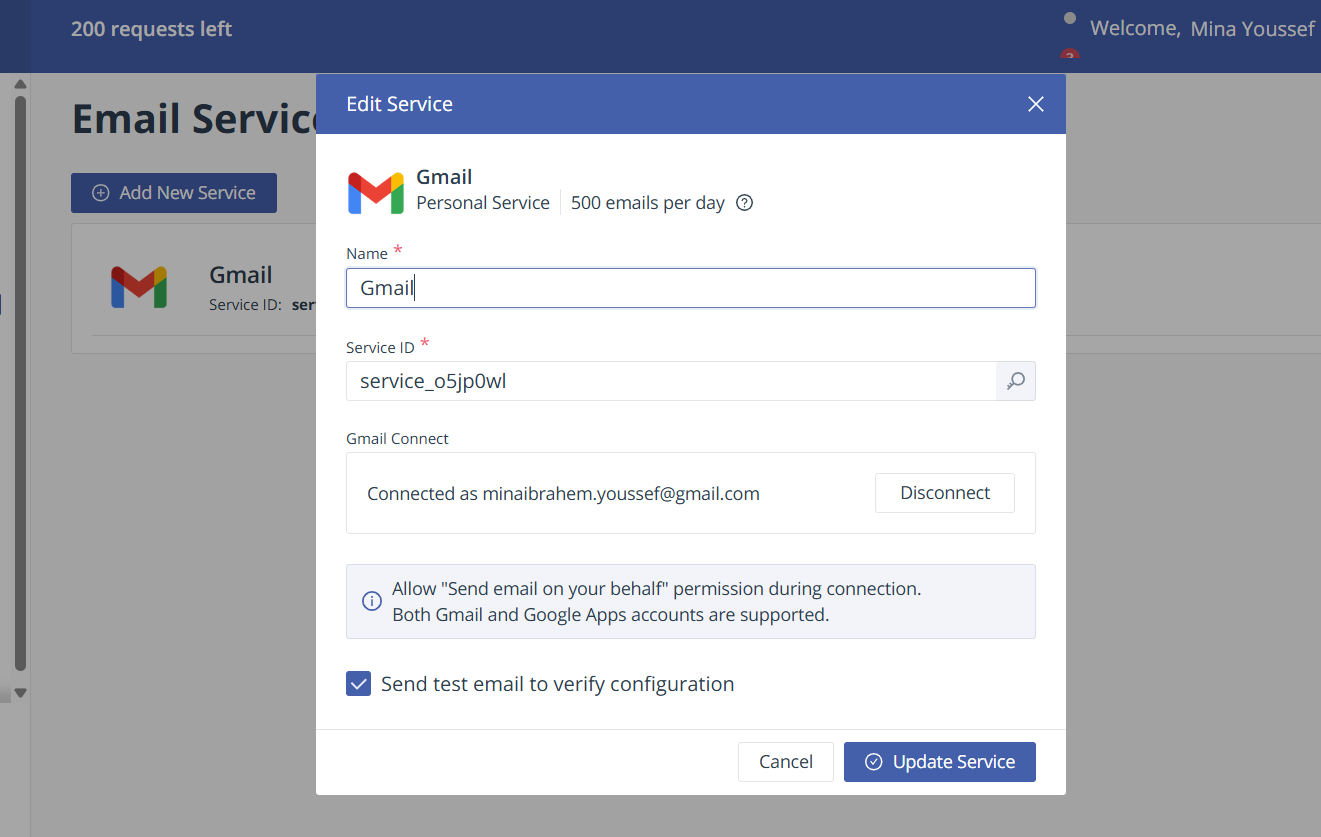 200 requests left
Welcome, Mina Youssef
Edit Service
Email Service
Add New Service
Gmail
Service ID:
Gmail
Personal Service
500 emails per day
Name *
Gmail
Service ID *
service_o5jp0wl
Gmail Connect
Connected as minaibrahem.youssef@gmail.com
Disconnect
Allow "Send email on your behalf" permission during connection.
Both Gmail and Google Apps accounts are supported.
Send test email to verify configuration
Cancel
Update Service